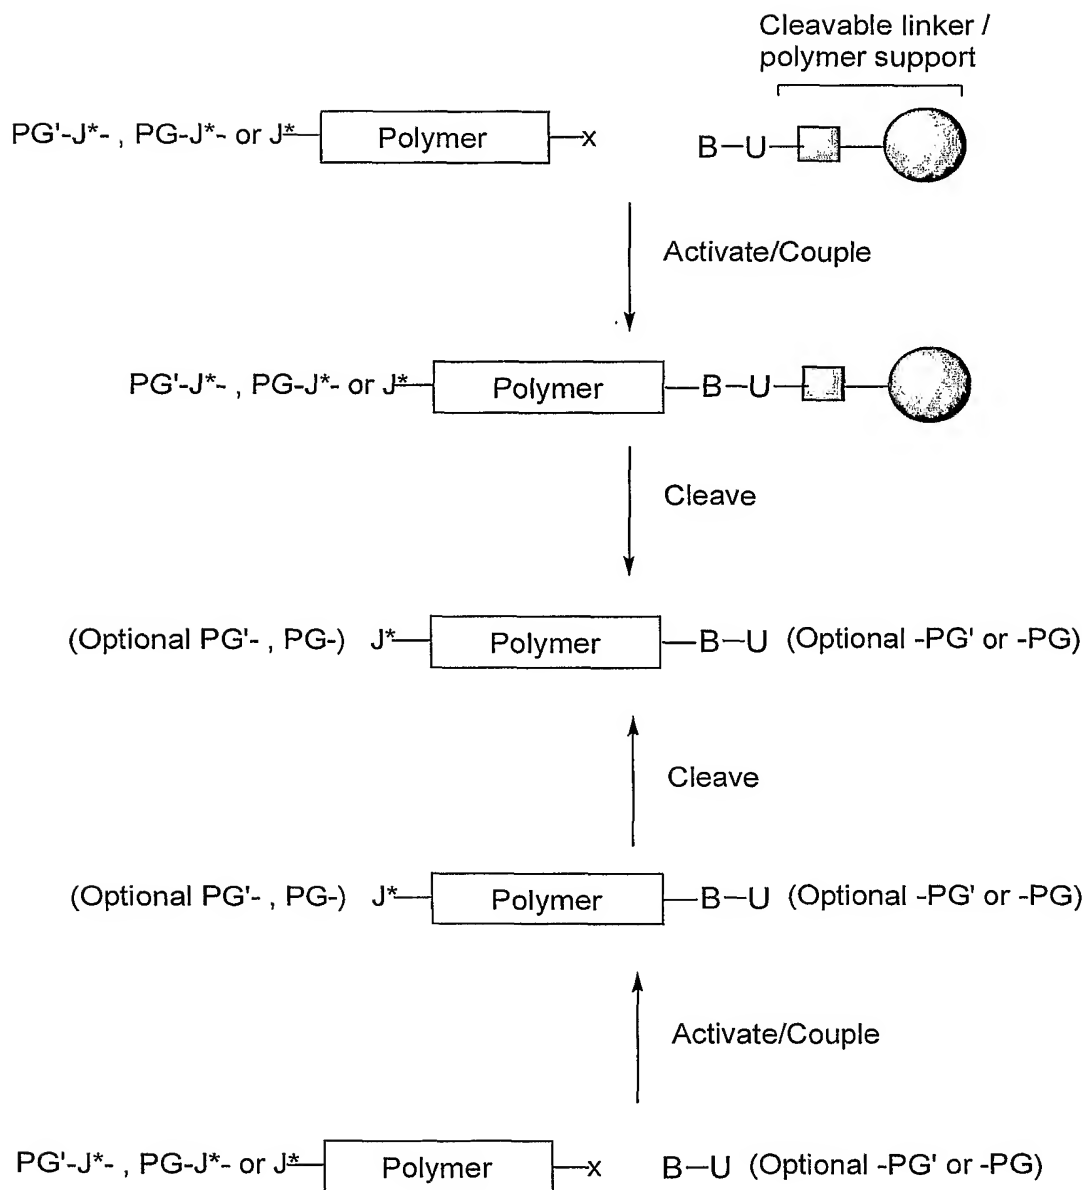 Cleavable linker /
polymer support
PG'-J*- , PG-J*- or J* Polymer x B-U
Activate/Couple
PG'-J*- , PG-J*- or J* Polymer B-U
Cleave
(Optional PG'- , PG-) J* Polymer B-U (Optional -PG' or -PG)
Cleave
(Optional PG'- , PG-) J* Polymer B-U (Optional -PG' or -PG)
Activate/Couple
PG'-J*- , PG-J*- or J* Polymer x B-U (Optional -PG' or -PG)